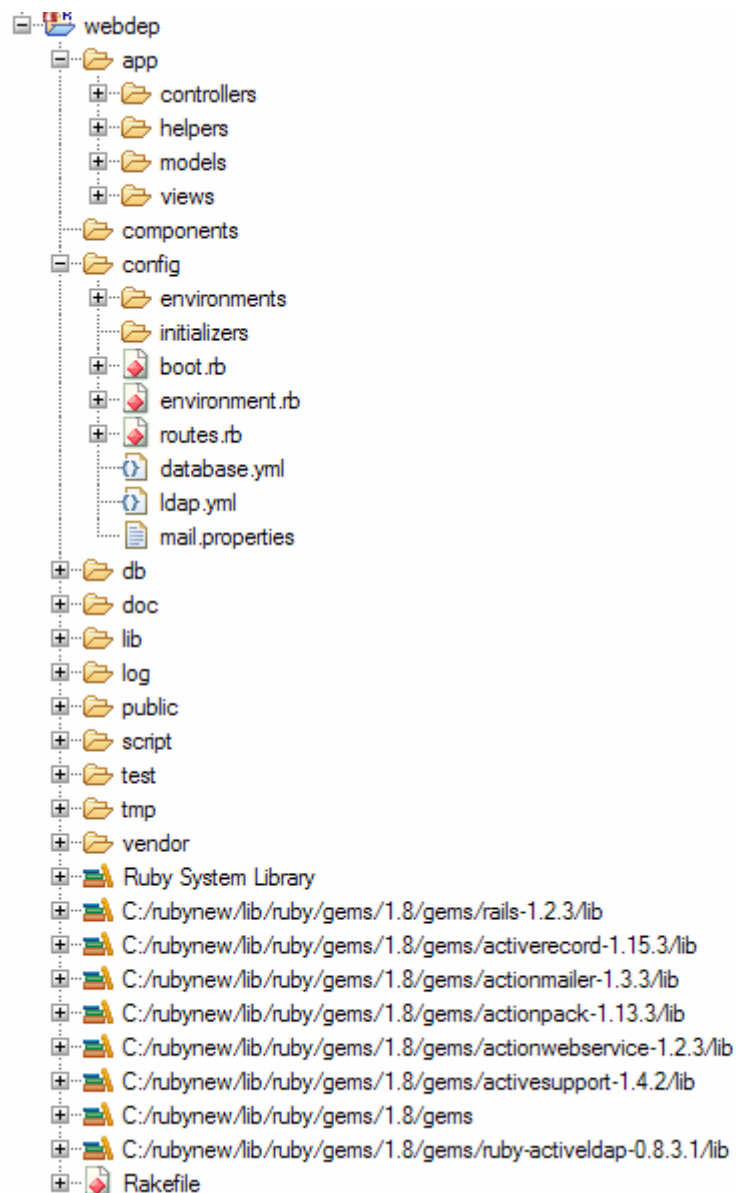 webdep
app
controllers
helpers
models
views
components
config
environments
initializers
boot.rb
environment.rb
routes.rb
database.yml
ldap.yml
mail.properties
db
doc
lib
log
public
script
test
tmp
vendor
Ruby System Library
C:/rubynew/lib/ruby/gems/1.8/gems/rails-1.2.3/lib
C:/rubynew/lib/ruby/gems/1.8/gems/activerecord-1.15.3/lib
C:/rubynew/lib/ruby/gems/1.8/gems/actionmailer-1.3.3/lib
C:/rubynew/lib/ruby/gems/1.8/gems/actionpack-1.13.3/lib
C:/rubynew/lib/ruby/gems/1.8/gems/actionwebservice-1.2.3/lib
C:/rubynew/lib/ruby/gems/1.8/gems/activesupport-1.4.2/lib
C:/rubynew/lib/ruby/gems/1.8/gems
C:/rubynew/lib/ruby/gems/1.8/gems/ruby-activeldap-0.8.3.1/lib
Rakefile